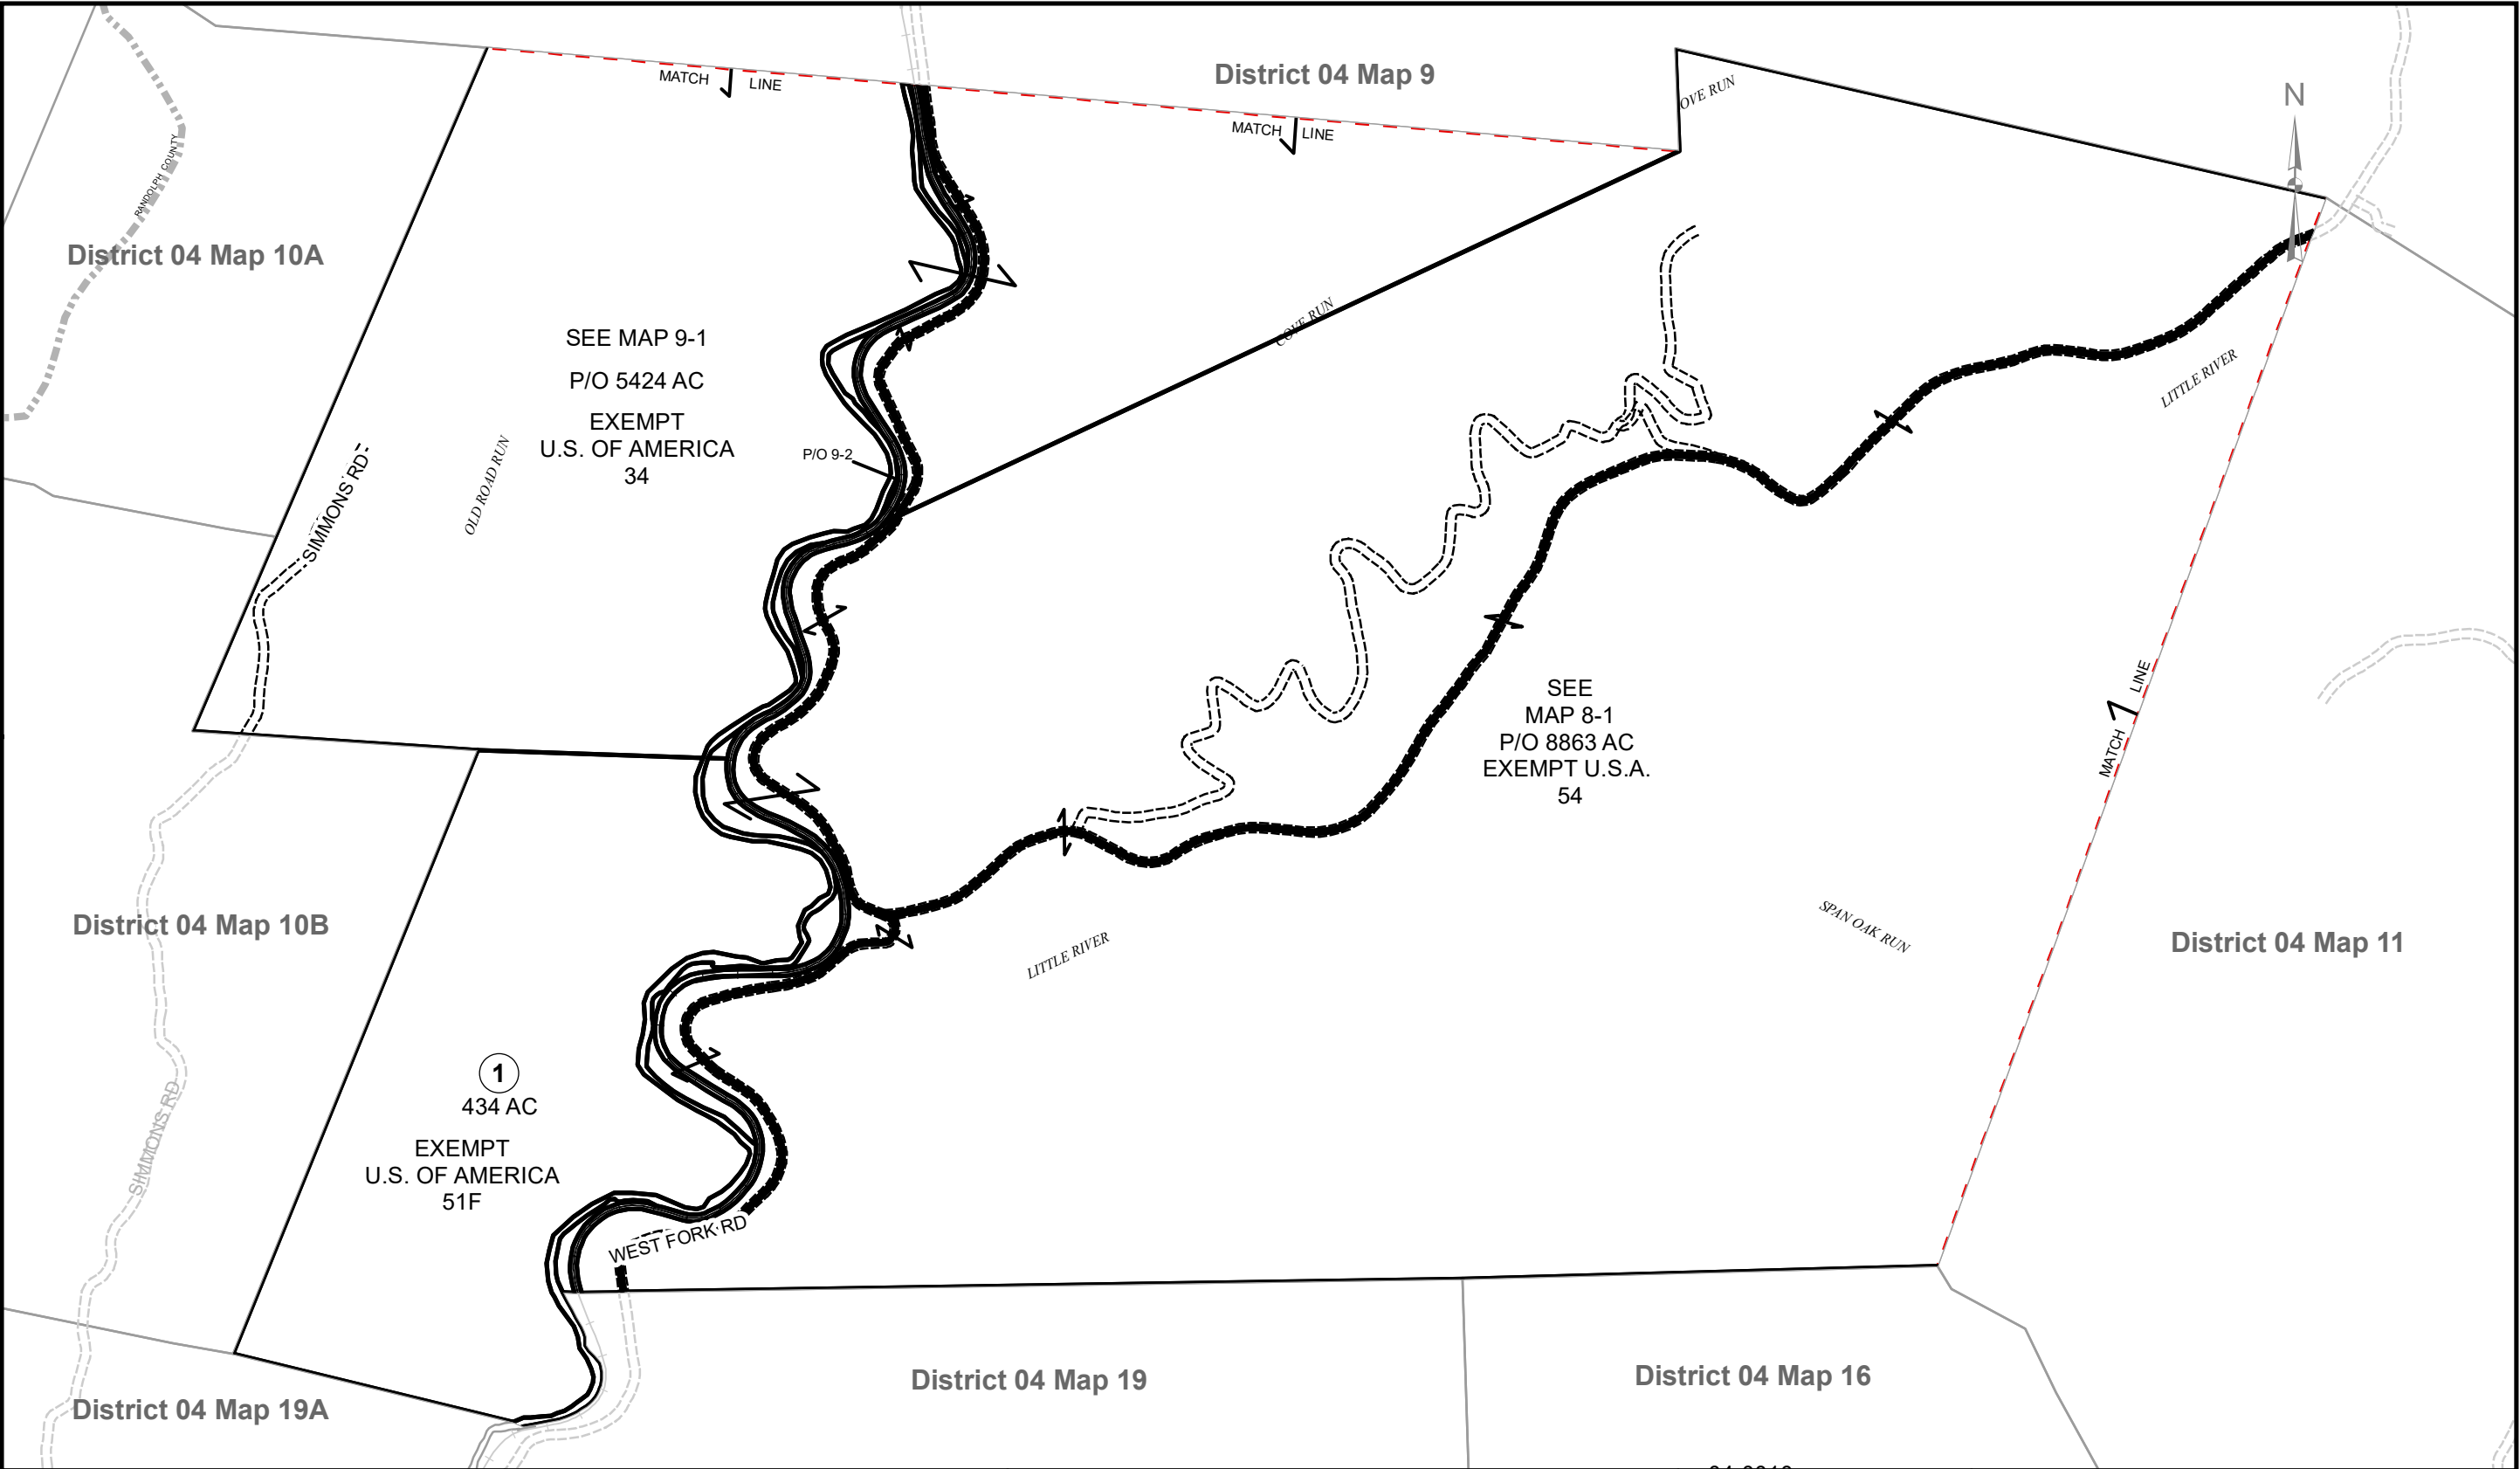 District 04 Map 9
MATCH LINE
OVE RUN
N
MATCH LINE
RANDOLPH COUNTY
District 04 Map 10A
SEE MAP 9-1
P/O 5424 AC
EXEMPT
U.S. OF AMERICA
34
COVE RUN
LITTLE RIVER
P/O 9-2
SIMMONS RD
OLD ROAD RUN
SEE
MAP 8-1
P/O 8863 AC
EXEMPT U.S.A.
54
MATCH LINE
District 04 Map 10B
SPAN OAK RUN
LITTLE RIVER
District 04 Map 11
1
434 AC
EXEMPT
U.S. OF AMERICA
51F
SIMMONS RD
WEST FORK RD
District 04 Map 19
District 04 Map 16
District 04 Map 19A